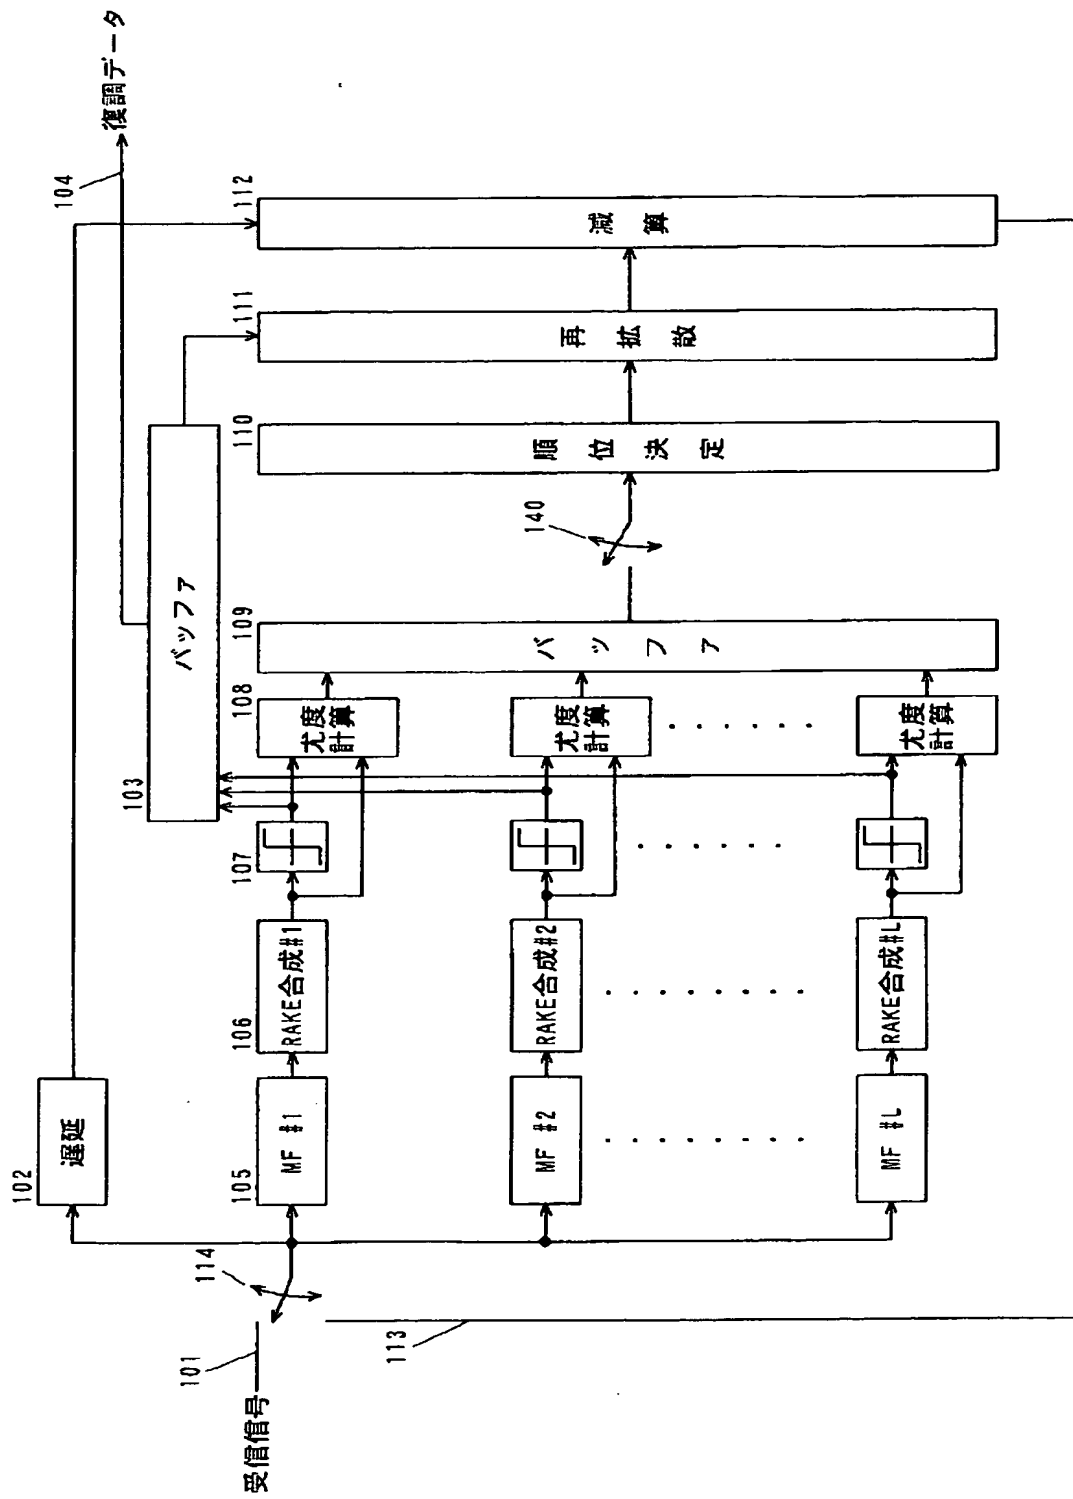 復調データ
104
102
遅延
103
バッファ
受信信号
101
114
105
MF #1
106
RAKE合成#1
107
108
尤度
計算
109
バッファ
140
110
順位決定
111
再拡散
112
減算
MF #2
RAKE合成#2
尤度
計算
MF #L
RAKE合成#L
尤度
計算
113